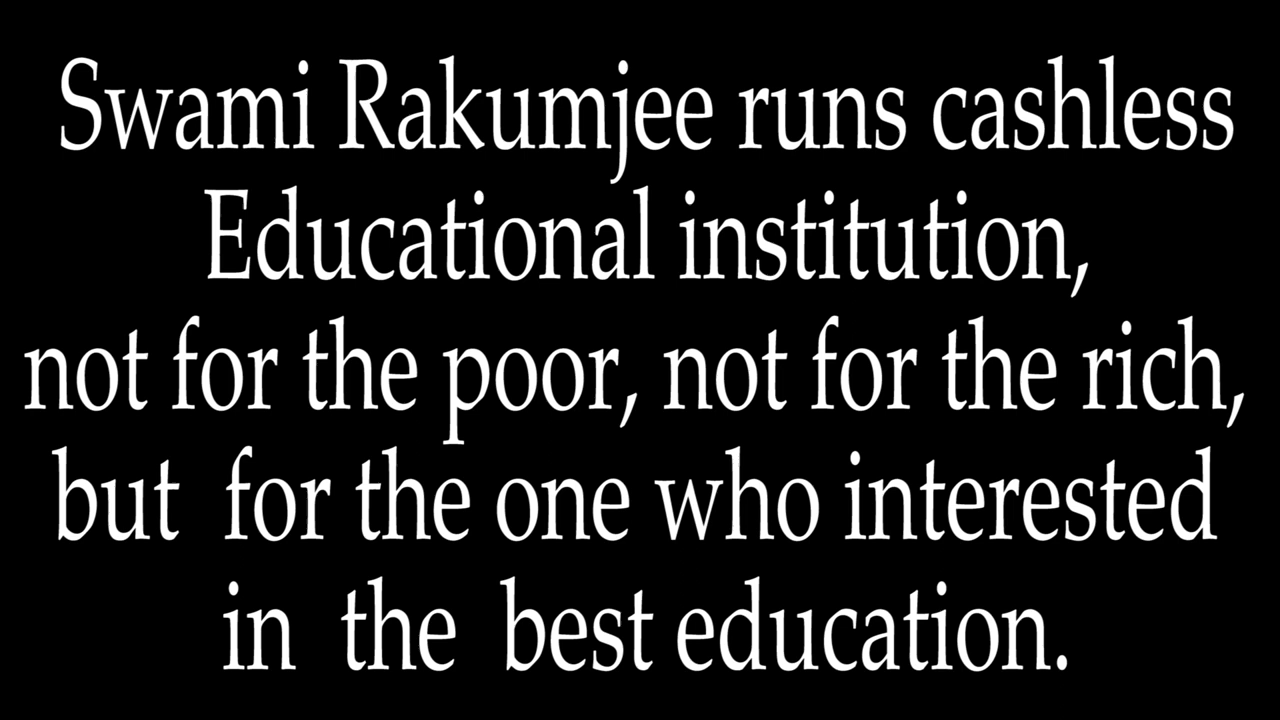 Swami Rakumjee runs cashless
Educational institution,
not for the poor, not for the rich,
but for the one who interested
in the best education.